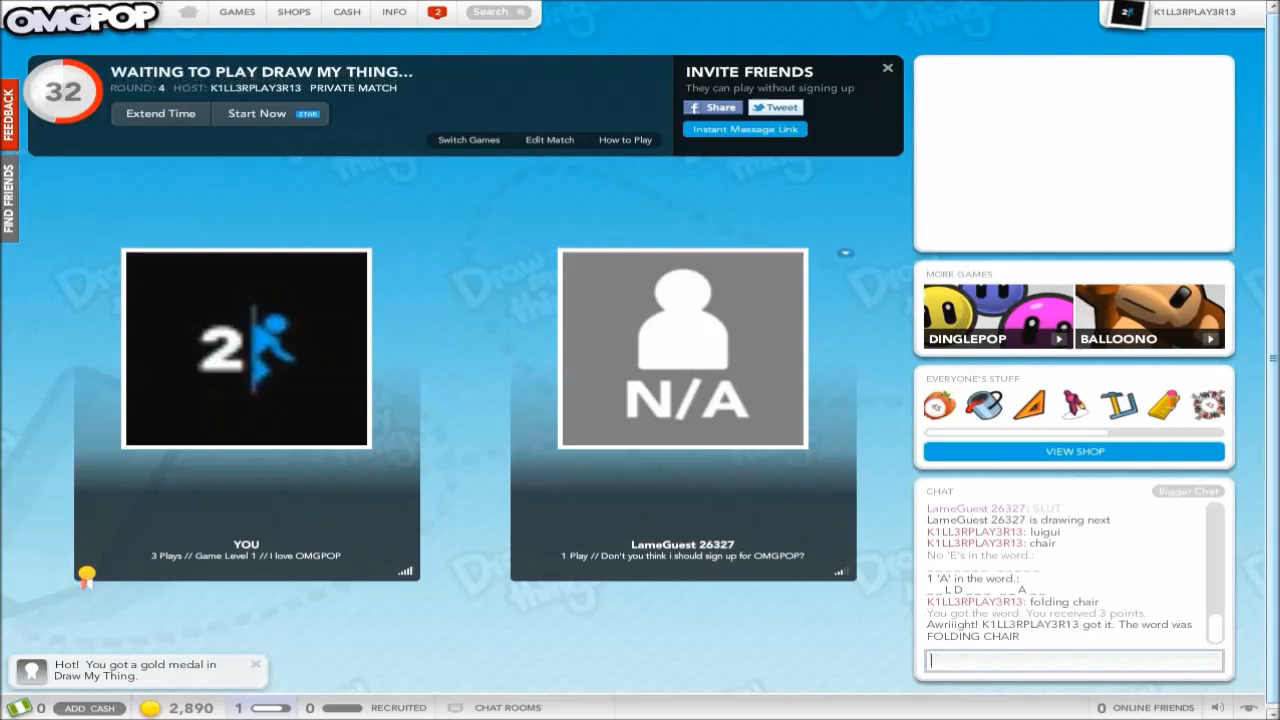 OMGPOP
GAMES SHOPS CASH INFO 2 Search
K1LL3RPLAY3R13
FEEDBACK
FIND FRIENDS
32
WAITING TO PLAY DRAW MY THING...
ROUND: 4 HOST: K1LL3RPLAY3R13 PRIVATE MATCH
Extend Time Start Now STAR
Switch Games Edit Match How to Play
INVITE FRIENDS
They can play without signing up
Share Tweet
Instant Message Link
2
N/A
YOU
3 Plays // Game Level 1 // I love OMGPOP
LameGuest 26327
1 Play // Don't you think i should sign up for OMGPOP?
MORE GAMES
DINGLEPOP BALLOONO
EVERYONE'S STUFF
VIEW SHOP
CHAT Bigger Chat
LameGuest 26327: SLUT
LameGuest 26327 is drawing next
K1LL3RPLAY3R13: luigui
K1LL3RPLAY3R13: chair
No 'E's in the word.:
_ _ _ _ _ _ _ _ _ _ _ _
1 'A' in the word.:
_ _ L D _ _ _ _ _ A _ _
K1LL3RPLAY3R13: folding chair
You got the word. You received 3 points.
Awriiight! K1LL3RPLAY3R13 got it. The word was
FOLDING CHAIR
Hot! You got a gold medal in
Draw My Thing.
0 ADD CASH 2,890 1 0 RECRUITED CHAT ROOMS 0 ONLINE FRIENDS